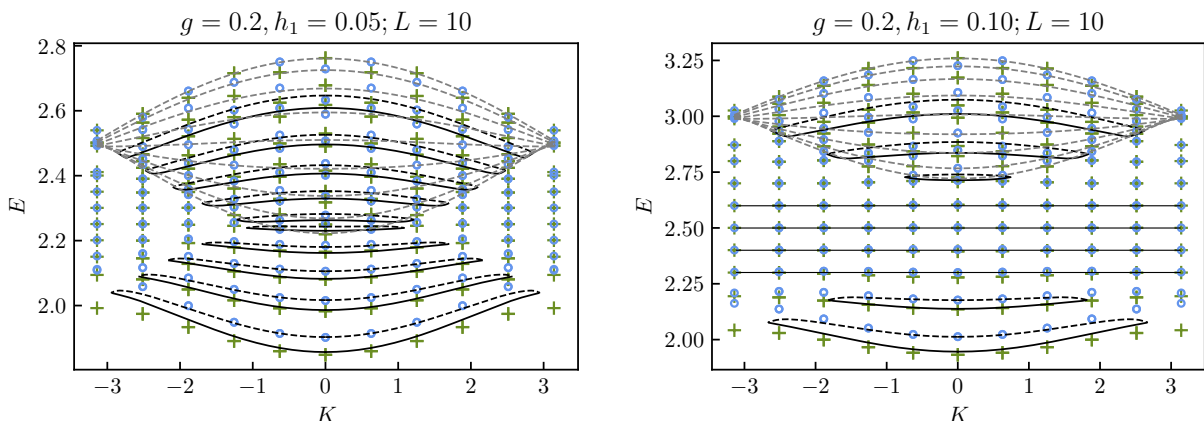 g = 0.2, h₁ = 0.05; L = 10
2.8
2.6
2.4
2.2
2.0
E
−3 −2 −1 0 1 2 3
K
g = 0.2, h₁ = 0.10; L = 10
3.25
3.00
2.75
2.50
2.25
2.00
E
−3 −2 −1 0 1 2 3
K